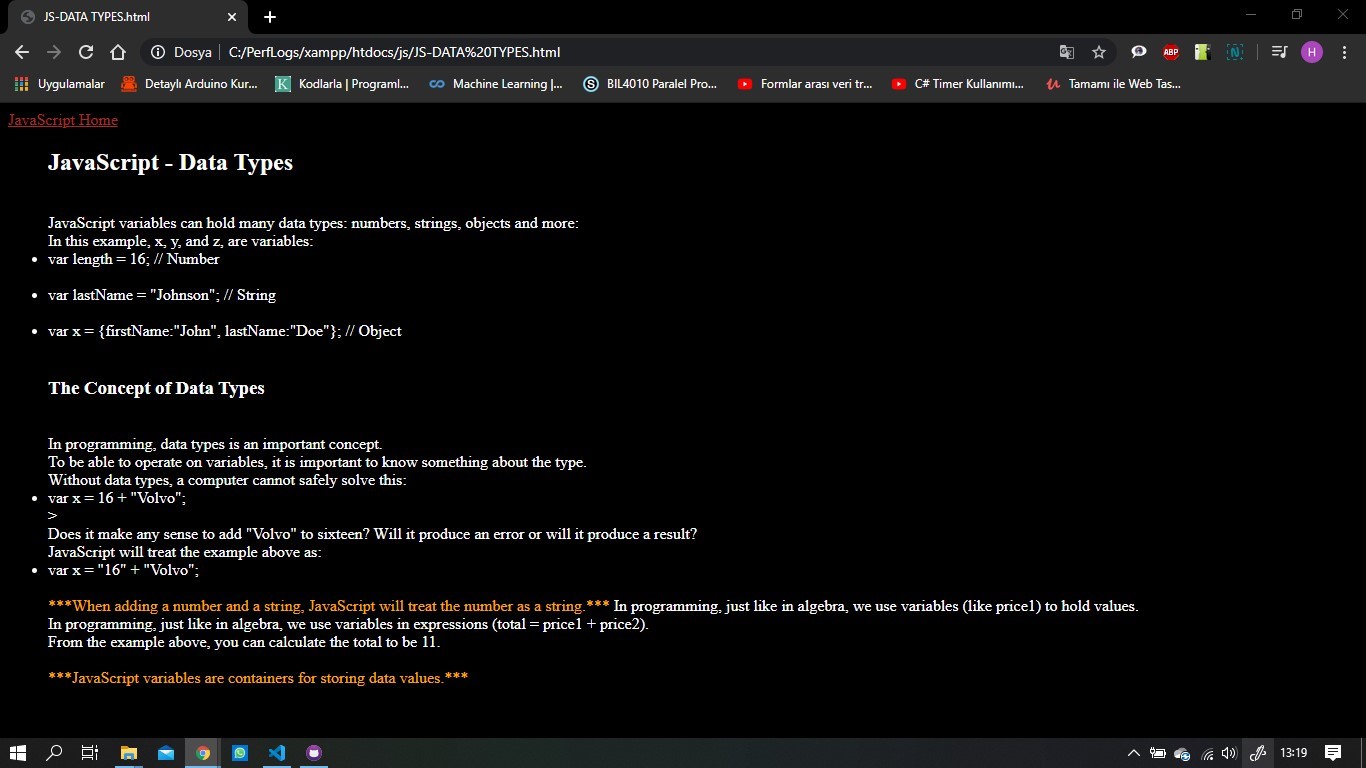 JS-DATA TYPES.html
Dosya | C:/PerfLogs/xampp/htdocs/js/JS-DATA%20TYPES.html
ABP
N
H
Uygulamalar
Detaylı Arduino Kur...
K Kodlarla | Programl...
Machine Learning |...
S BIL4010 Paralel Pro...
Formlar arası veri tr...
C# Timer Kullanımı...
Tamamı ile Web Tas...
JavaScript Home
JavaScript - Data Types
JavaScript variables can hold many data types: numbers, strings, objects and more:
In this example, x, y, and z, are variables:
• var length = 16; // Number
• var lastName = "Johnson"; // String
• var x = {firstName:"John", lastName:"Doe"}; // Object
The Concept of Data Types
In programming, data types is an important concept.
To be able to operate on variables, it is important to know something about the type.
Without data types, a computer cannot safely solve this:
• var x = 16 + "Volvo";
>
Does it make any sense to add "Volvo" to sixteen? Will it produce an error or will it produce a result?
JavaScript will treat the example above as:
• var x = "16" + "Volvo";
***When adding a number and a string, JavaScript will treat the number as a string.*** In programming, just like in algebra, we use variables (like price1) to hold values.
In programming, just like in algebra, we use variables in expressions (total = price1 + price2).
From the example above, you can calculate the total to be 11.
***JavaScript variables are containers for storing data values.***
13:19